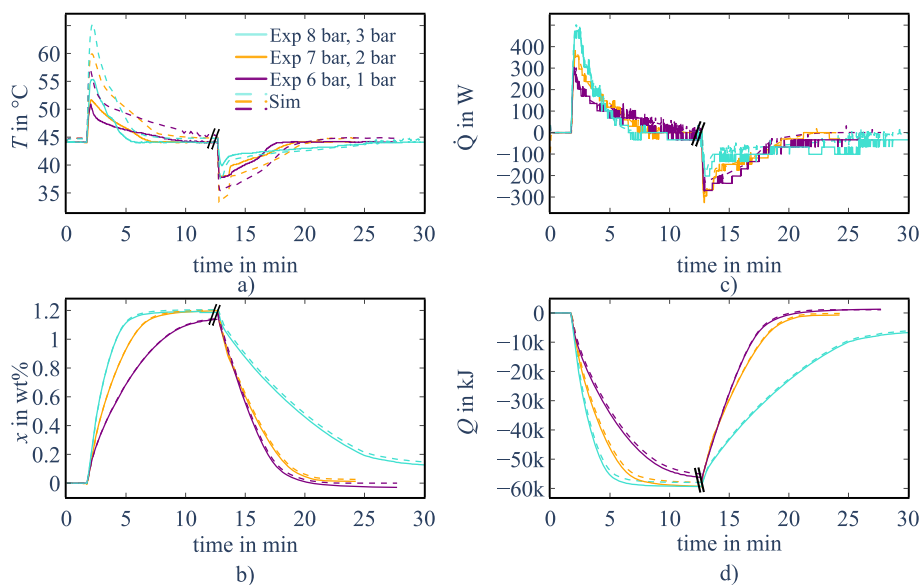 Exp 8 bar, 3 bar
Exp 7 bar, 2 bar
Exp 6 bar, 1 bar
Sim
T in °C
60
55
50
45
40
35
0 5 10 15 20 25 30
time in min
a)
Q̇ in W
400
300
200
100
0
−100
−200
−300
0 5 10 15 20 25 30
time in min
c)
x in wt%
1.2
1
0.8
0.6
0.4
0.2
0
0 5 10 15 20 25 30
time in min
b)
Q in kJ
0
−10k
−20k
−30k
−40k
−50k
−60k
0 5 10 15 20 25 30
time in min
d)